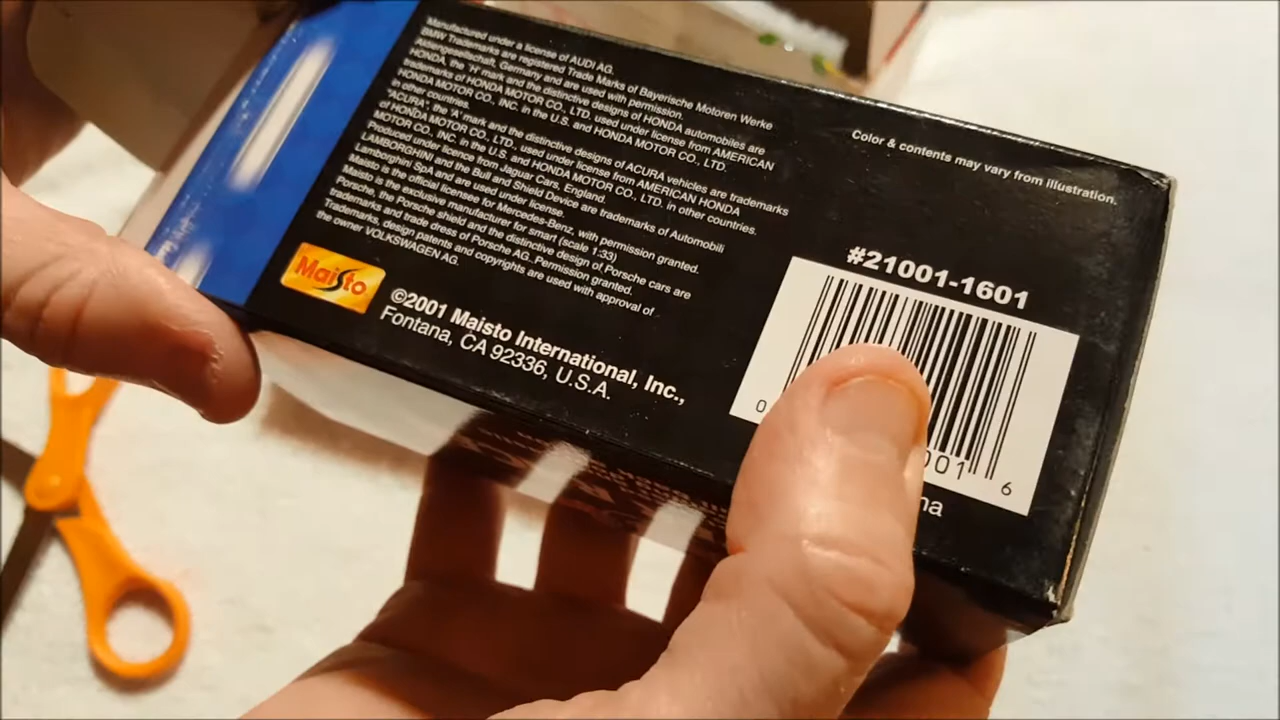 Manufactured under a license of AUDI AG.
BMW Trademarks are registered Trade Marks of Bayerische Motoren Werke
Aktiengesellschaft, Germany and are used with permission.
HONDA, the "H" mark and the distinctive designs of HONDA automobiles are
trademarks of HONDA MOTOR CO., LTD. used under license from AMERICAN
HONDA MOTOR CO., INC. in the U.S. and HONDA MOTOR CO., LTD.
in other countries.
"ACURA", the "A" mark and the distinctive designs of ACURA vehicles are trademarks
of HONDA MOTOR CO., LTD., used under license from AMERICAN HONDA
MOTOR CO., INC. in the U.S. and HONDA MOTOR CO., LTD. in other countries.
Produced under licence from Jaguar Cars, England.
LAMBORGHINI and the Bull and Shield Device are trademarks of Automobili
Lamborghini SpA and are used under license.
Maisto is the official licensee for Mercedes-Benz, with permission granted.
Maisto is the exclusive manufacturer for smart (scale 1:33)
Porsche, the Porsche shield and the distinctive design of Porsche cars are
Trademarks and trade dress of Porsche AG. Permission granted.
Trademarks, design patents and copyrights are used with approval of
the owner VOLKSWAGEN AG.
Maisto
©2001 Maisto International, Inc.,
Fontana, CA 92336, U.S.A.
Color & contents may vary from illustration.
#21001-1601
0 001 6
na